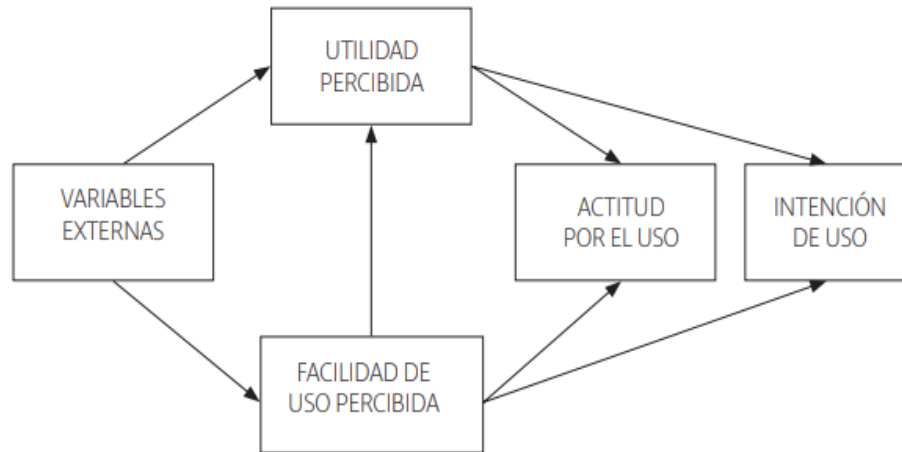 UTILIDAD
PERCIBIDA
VARIABLES
EXTERNAS
ACTITUD
POR EL USO
INTENCIÓN
DE USO
FACILIDAD DE
USO PERCIBIDA